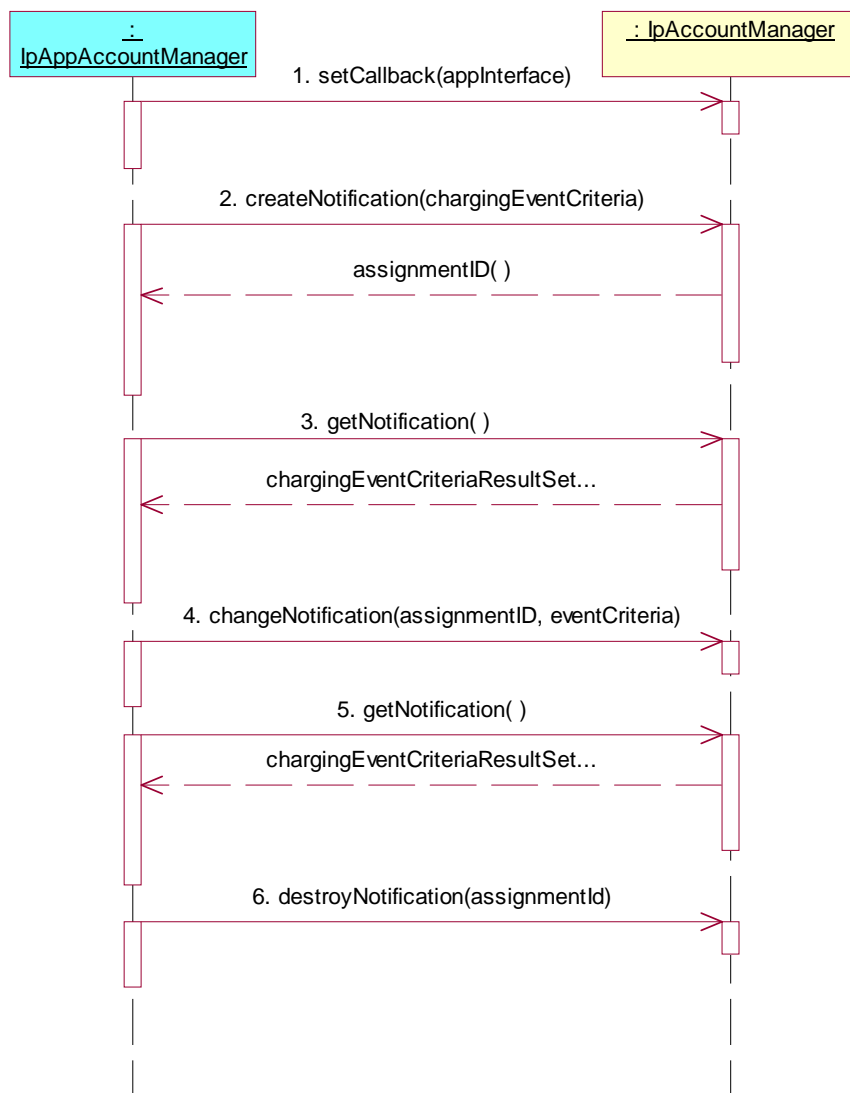 :
IpAppAccountManager
: IpAccountManager
1. setCallback(appInterface)
2. createNotification(chargingEventCriteria)
assignmentID( )
3. getNotification( )
chargingEventCriteriaResultSet...
4. changeNotification(assignmentID, eventCriteria)
5. getNotification( )
chargingEventCriteriaResultSet...
6. destroyNotification(assignmentId)